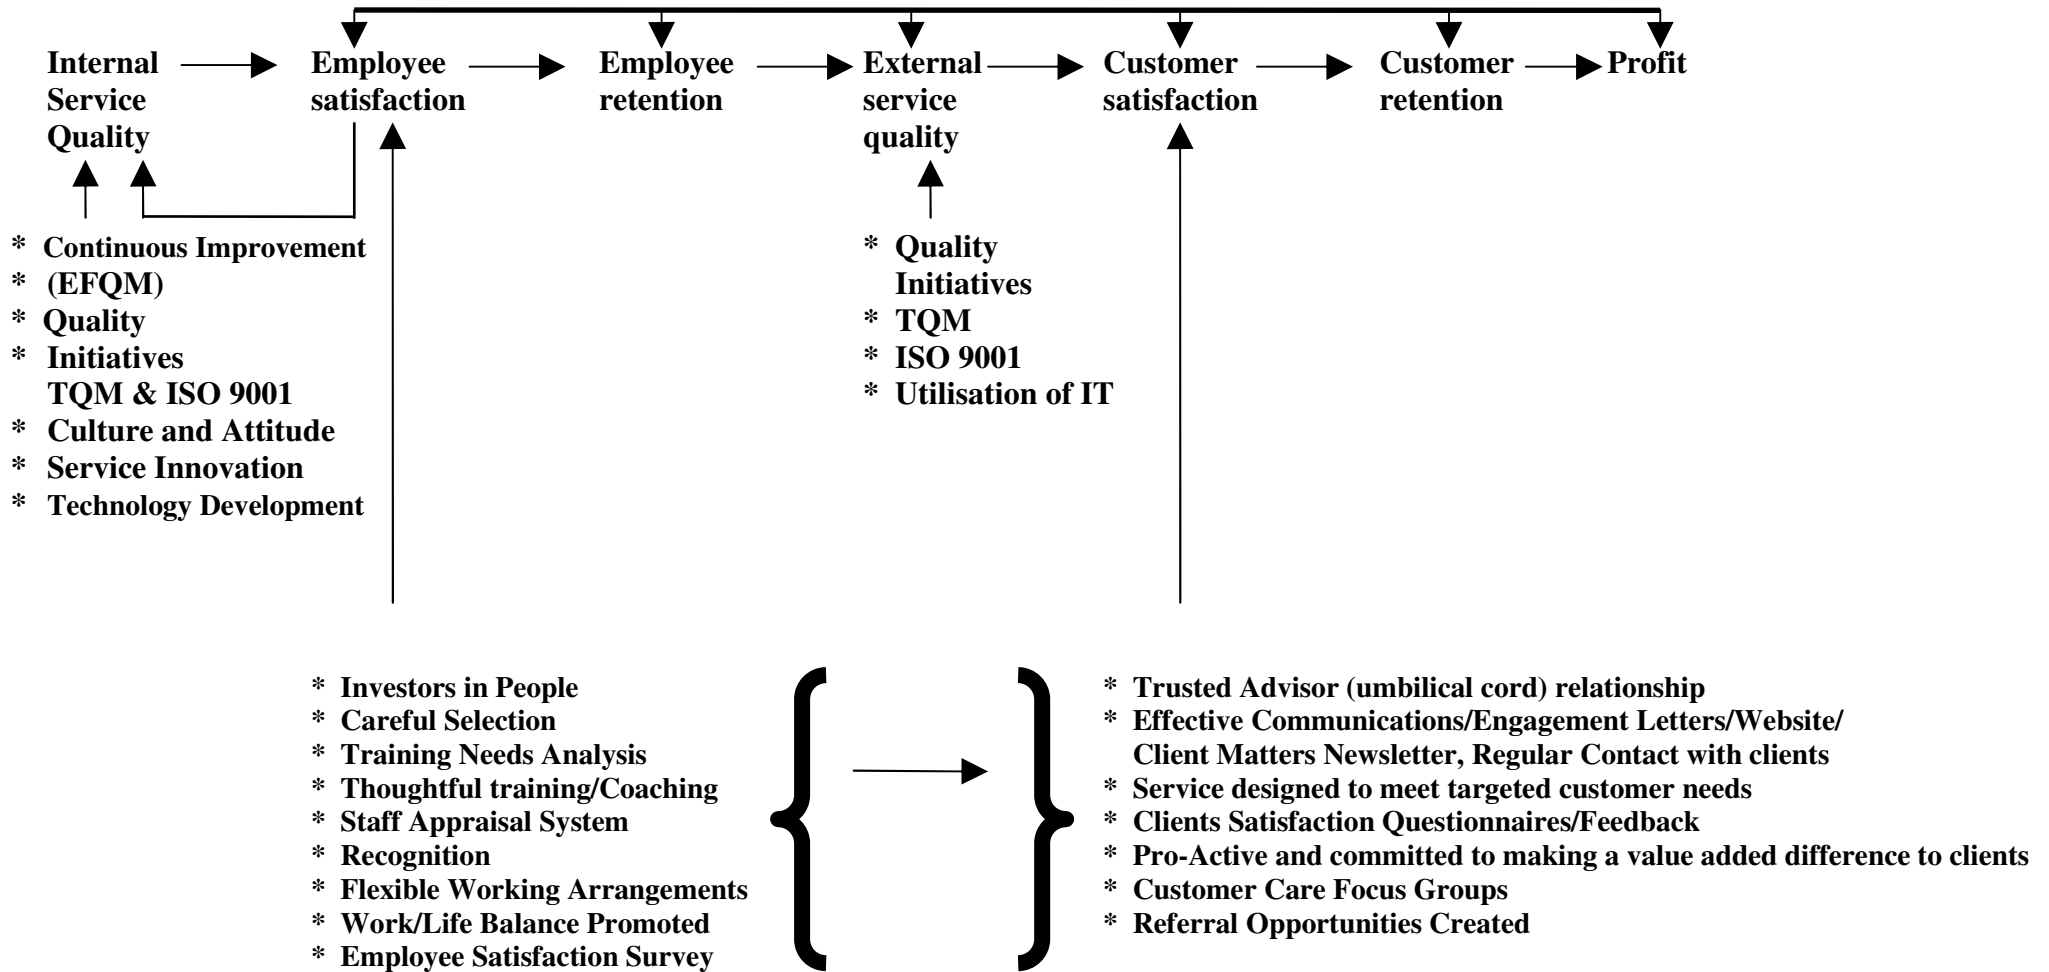 Internal
Service
Quality
Employee
satisfaction
Employee
retention
External
service
quality
Customer
satisfaction
Customer
retention
Profit
* Continuous Improvement
* (EFQM)
* Quality
* Initiatives
TQM & ISO 9001
* Culture and Attitude
* Service Innovation
* Technology Development
* Quality
Initiatives
* TQM
* ISO 9001
* Utilisation of IT
* Investors in People
* Careful Selection
* Training Needs Analysis
* Thoughtful training/Coaching
* Staff Appraisal System
* Recognition
* Flexible Working Arrangements
* Work/Life Balance Promoted
* Employee Satisfaction Survey
* Trusted Advisor (umbilical cord) relationship
* Effective Communications/Engagement Letters/Website/
Client Matters Newsletter, Regular Contact with clients
* Service designed to meet targeted customer needs
* Clients Satisfaction Questionnaires/Feedback
* Pro-Active and committed to making a value added difference to clients
* Customer Care Focus Groups
* Referral Opportunities Created